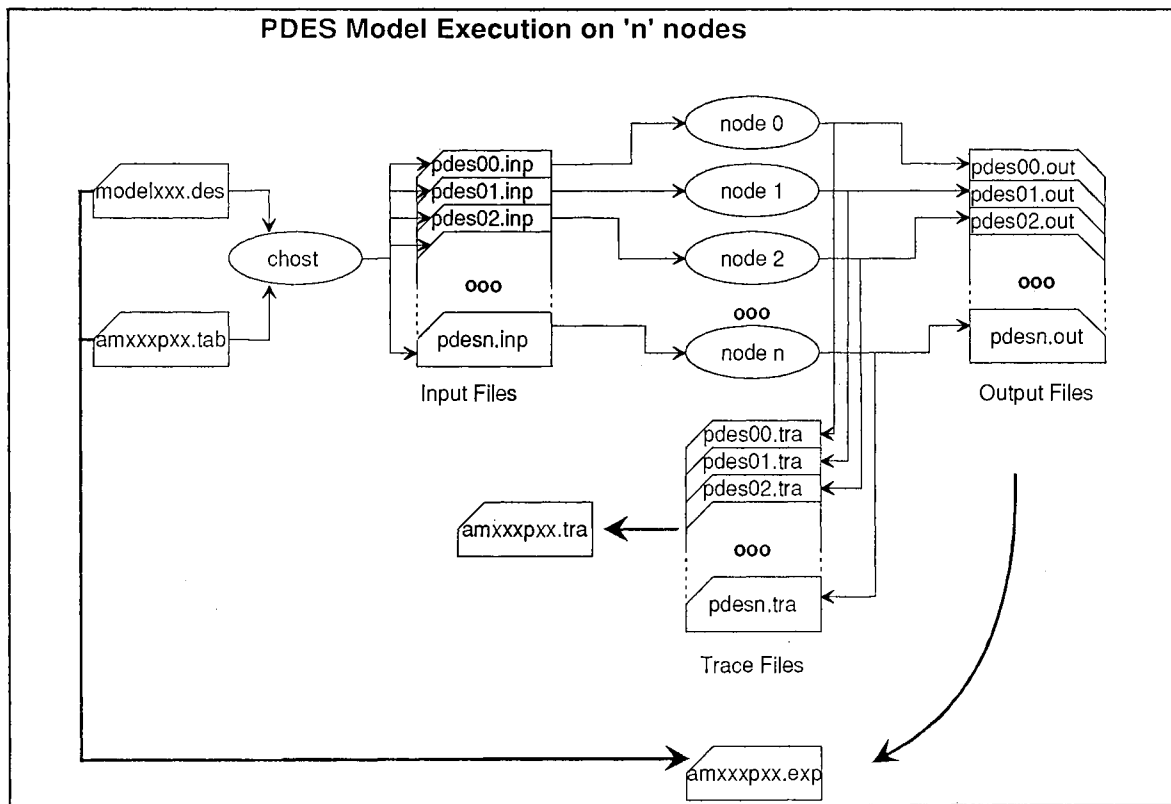 PDES Model Execution on 'n' nodes
modelxxx.des
amxxxpxx.tab
chost
pdes00.inp
pdes01.inp
pdes02.inp
ooo
pdesn.inp
Input Files
node 0
node 1
node 2
ooo
node n
pdes00.out
pdes01.out
pdes02.out
ooo
pdesn.out
Output Files
pdes00.tra
pdes01.tra
pdes02.tra
ooo
pdesn.tra
Trace Files
amxxxpxx.tra
amxxxpxx.exp